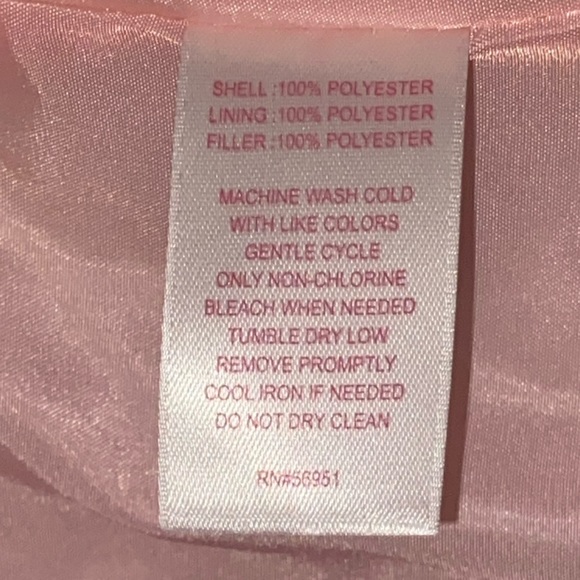 SHELL :100% POLYESTER
LINING :100% POLYESTER
FILLER :100% POLYESTER
MACHINE WASH COLD
WITH LIKE COLORS
GENTLE CYCLE
ONLY NON-CHLORINE
BLEACH WHEN NEEDED
TUMBLE DRY LOW
REMOVE PROMPTLY
COOL IRON IF NEEDED
DO NOT DRY CLEAN
RN#56951